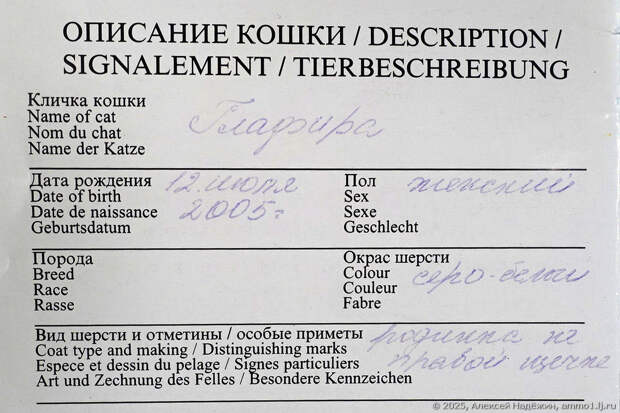 ОПИСАНИЕ КОШКИ / DESCRIPTION /
SIGNALEMENT / TIERBESCHREIBUNG
Кличка кошки
Name of cat
Nom du chat
Name der Katze
Глафира
Дата рождения
Date of birth
Date de naissance
Geburtsdatum
12 июля
2005 г
Пол
Sex
Sexe
Geschlecht
женский
Порода
Breed
Race
Rasse
Окрас шерсти
Colour
Couleur
Fabre
серо-белый
Вид шерсти и отметины / особые приметы
Coat type and making / Distinguishing marks
Espece et dessin du pelage / Signes particuliers
Art und Zechnung des Felles / Besondere Kennzeichen
родинка на
правой щечке
© 2025, Алексей Надёжин, ammo1.lj.ru